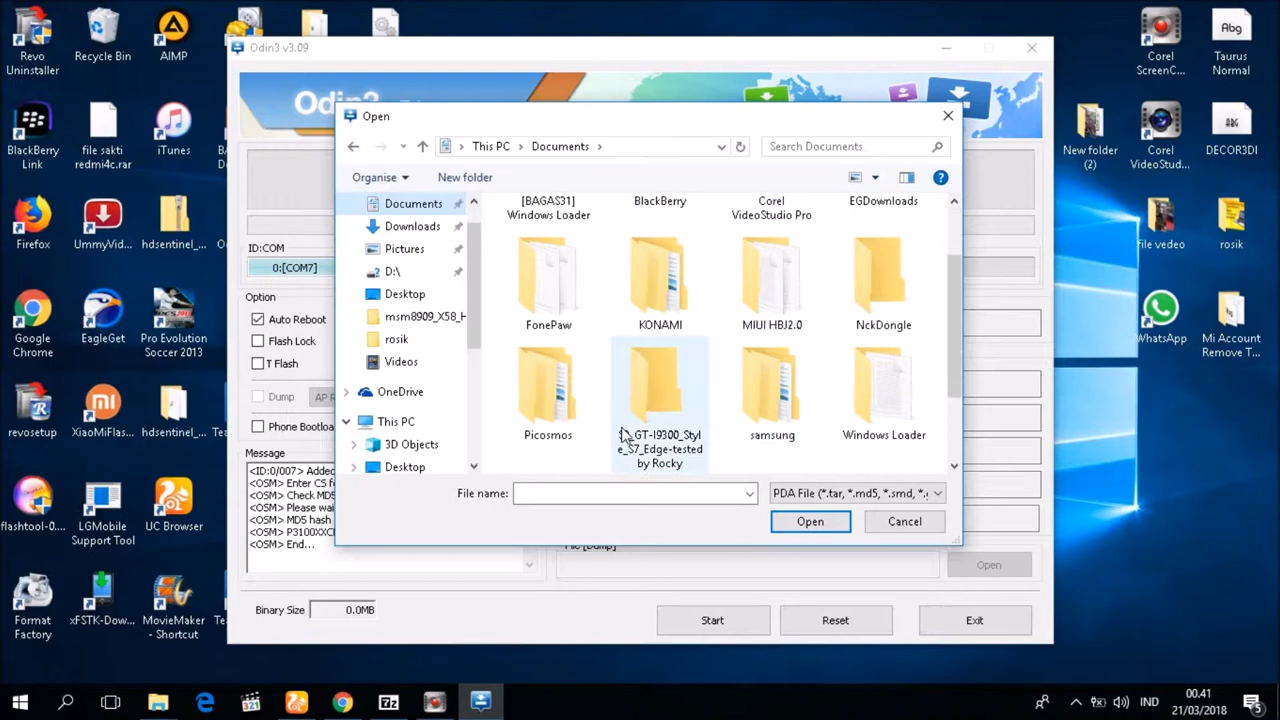 Revo
Uninstaller
Recycle Bin
AIMP
Odin3 v3.09
Odin3
Corel
ScreenC...
Abg
Taurus
Normal
Open
This PC > Documents >
Search Documents
Organise
New folder
BlackBerry
Link
file sakti
redmi4c.rar
iTunes
New folder
(2)
Corel
VideoStud...
ABC
DECOR3DI
Documents
Downloads
Pictures
D:\
Desktop
msm8909_X58_H
rosik
Videos
OneDrive
This PC
3D Objects
Desktop
[BAGAS31]
Windows Loader
BlackBerry
Corel
VideoStudio Pro
EGDownloads
FonePaw
KONAMI
MIUI HBJ2.0
NckDongle
Picosmos
_GT-I9300_Styl
e_S7_Edge-tested
by Rocky
samsung
Windows Loader
File name:
PDA File (*.tar, *.md5, *.smd, *.
Open
Cancel
Firefox
UmmyVid...
hdsentinel_...
ID:COM
0:[COM7]
file vedeo
rosik
Option
Auto Reboot
Flash Lock
T Flash
Dump
AP R
Phone Bootloa
Google
Chrome
EagleGet
Pro Evolution
Soccer 2013
WhatsApp
Mi Account
Remove T...
revosetup
XiaoMiFlas...
hdsentinel_...
Message
<ID:0/007> Added
<OSM> Enter CS f
<OSM> Check MD5
<OSM> Please wai
<OSM> MD5 hash
<OSM> P3100XXC
<OSM> End...
flashtool-0....
LGMobile
Support Tool
UC Browser
File [Dump]
Open
Format
Factory
xFSTK-Dow...
MovieMaker
- Shortcut
Binary Size
0.0MB
Start
Reset
Exit
321
7z
IND
00.41
21/03/2018
5